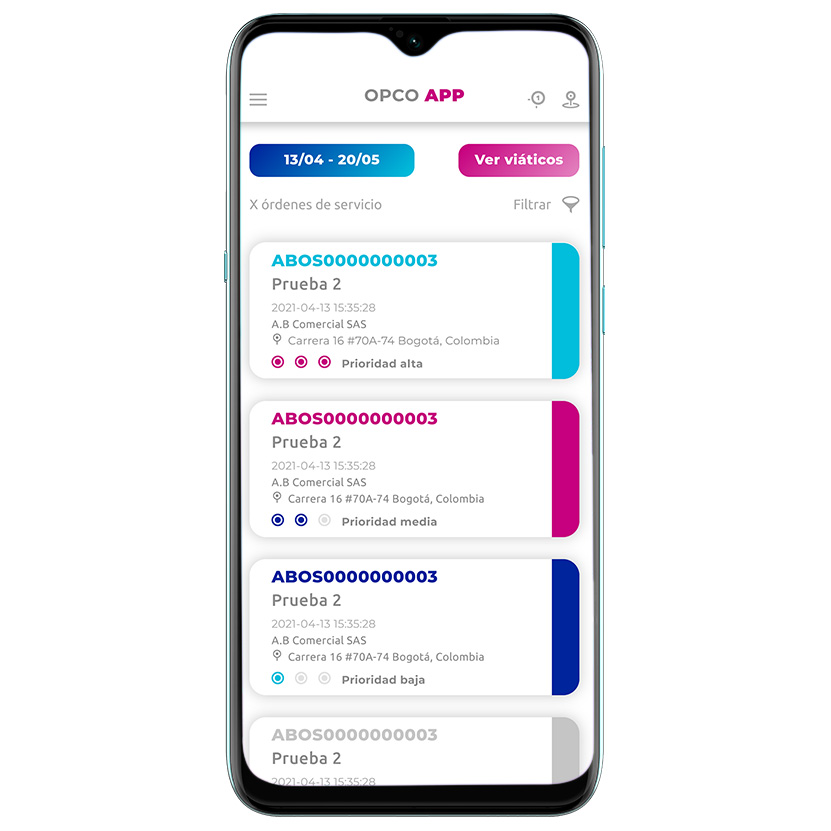 OPCO APP
1
13/04 - 20/05
Ver viáticos
X órdenes de servicio
Filtrar
ABOS0000000003
Prueba 2
2021-04-13 15:35:28
A.B Comercial SAS
Carrera 16 #70A-74 Bogotá, Colombia
Prioridad alta
ABOS0000000003
Prueba 2
2021-04-13 15:35:28
A.B Comercial SAS
Carrera 16 #70A-74 Bogotá, Colombia
Prioridad media
ABOS0000000003
Prueba 2
2021-04-13 15:35:28
A.B Comercial SAS
Carrera 16 #70A-74 Bogotá, Colombia
Prioridad baja
ABOS0000000003
Prueba 2
2021-04-13 15:35:28